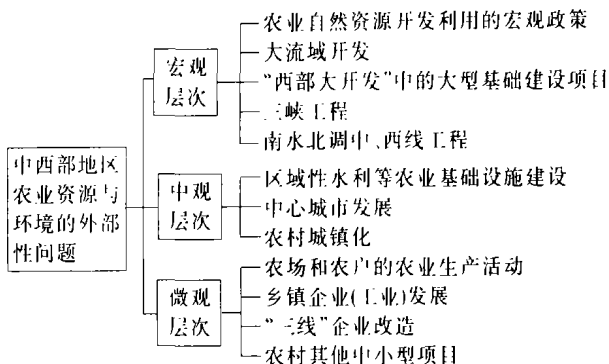 中西部地区
农业资源与
环境的外部
性问题
宏观
层次
农业自然资源开发利用的宏观政策
大流域开发
“西部大开发”中的大型基础建设项目
三峡工程
南水北调中、西线工程
中观
层次
区域性水利等农业基础设施建设
中心城市发展
农村城镇化
微观
层次
农场和农户的农业生产活动
乡镇企业(工业)发展
“三线”企业改造
农村其他中小型项目